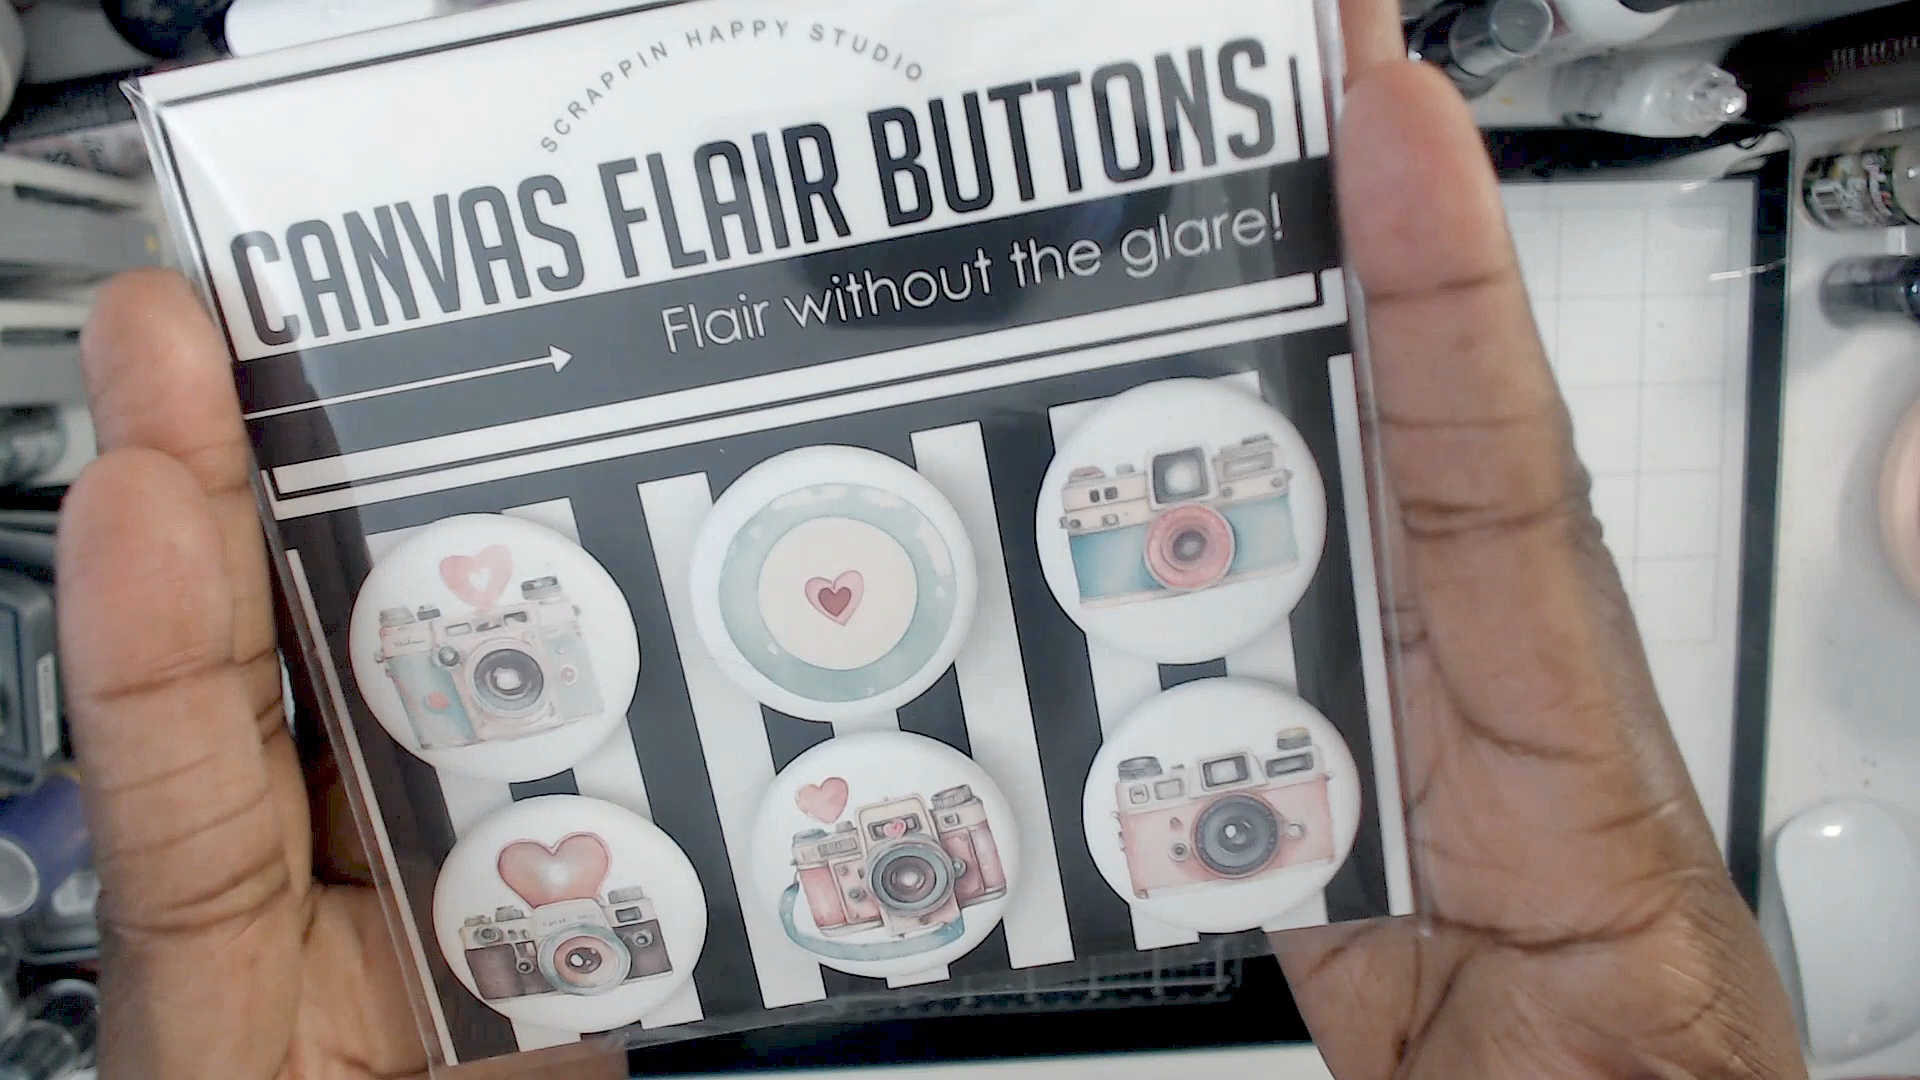 SCRAPPIN HAPPY STUDIO
CANVAS FLAIR BUTTONS
Flair without the glare!